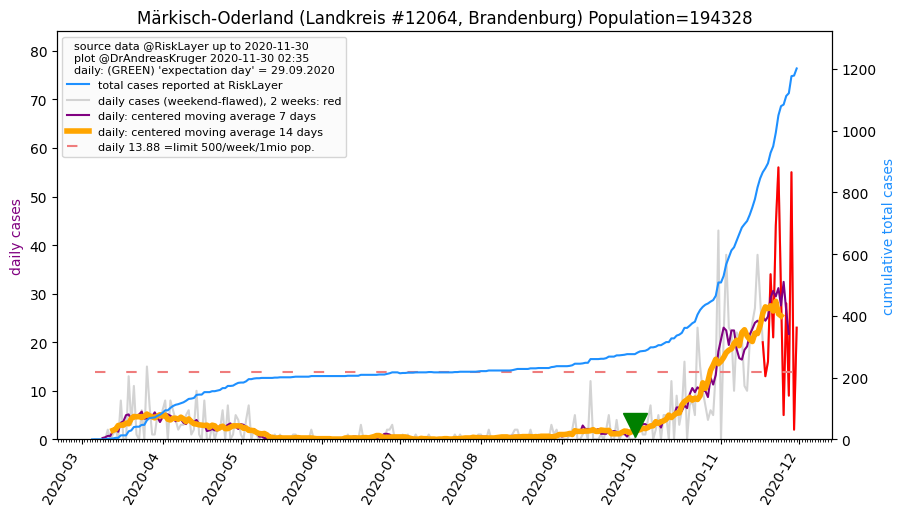 Märkisch-Oderland (Landkreis #12064, Brandenburg) Population=194328
source data @RiskLayer up to 2020-11-30
plot @DrAndreasKruger 2020-11-30 02:35
daily: (GREEN) 'expectation day' = 29.09.2020
total cases reported at RiskLayer
daily cases (weekend-flawed), 2 weeks: red
daily: centered moving average 7 days
daily: centered moving average 14 days
daily 13.88 =limit 500/week/1mio pop.
daily cases
80
70
60
50
40
30
20
10
0
cumulative total cases
1200
1000
800
600
400
200
0
2020-03
2020-04
2020-05
2020-06
2020-07
2020-08
2020-09
2020-10
2020-11
2020-12